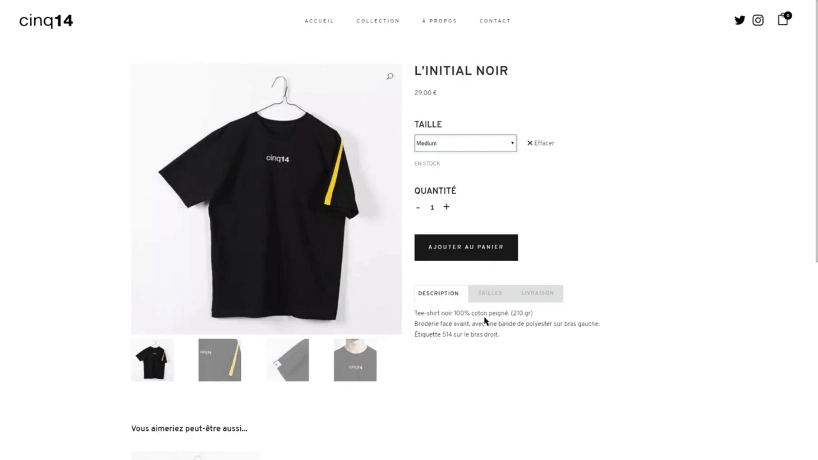 cinq14
ACCUEIL COLLECTION À PROPOS CONTACT
0
L'INITIAL NOIR
29.00 €
TAILLE
Medium
✕ Effacer
EN STOCK
QUANTITÉ
- 1 +
AJOUTER AU PANIER
DESCRIPTION TAILLES LIVRAISON
Tee-shirt noir 100% coton peigné. (210 gr)
Broderie face avant, avec une bande de polyester sur bras gauche.
Étiquette 514 sur le bras droit.
cinq14
cinq14
Vous aimeriez peut-être aussi...